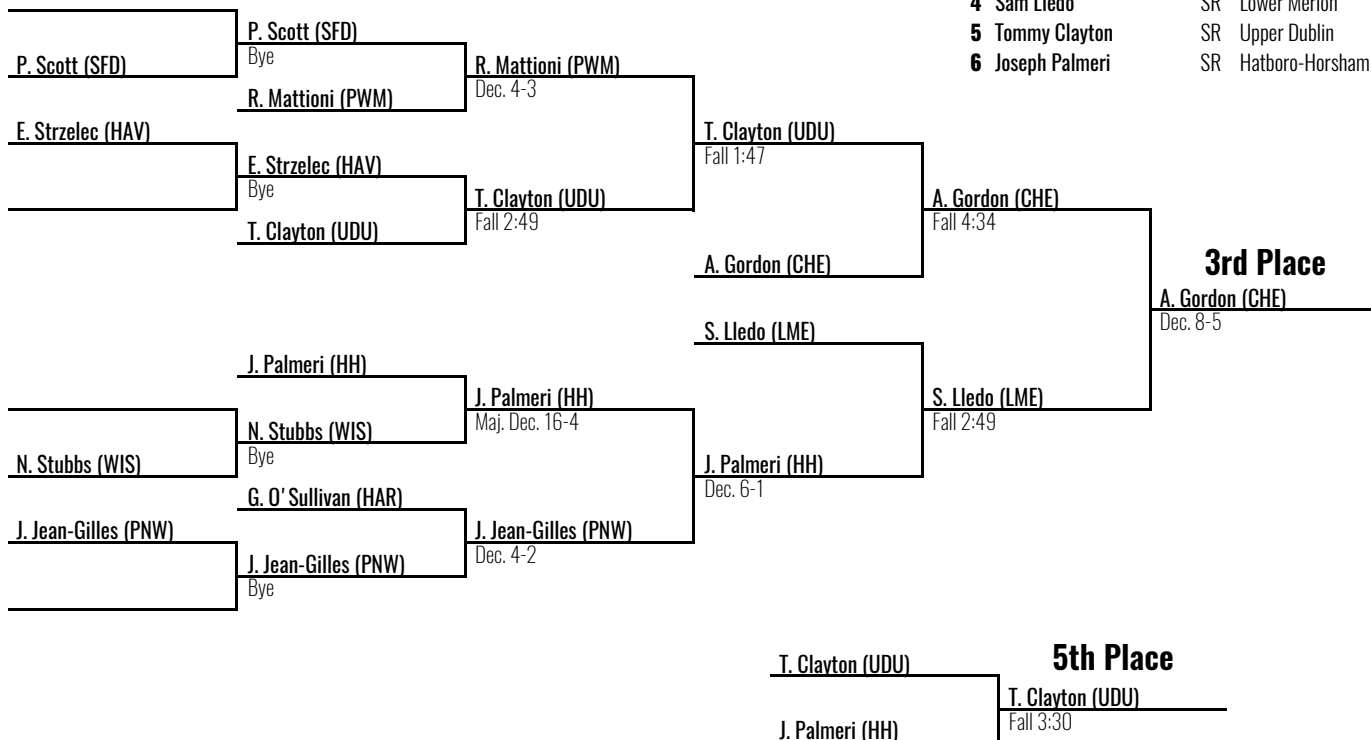 4 Sam Lledo SR Lower Merion
5 Tommy Clayton SR Upper Dublin
6 Joseph Palmeri SR Hatboro-Horsham
P. Scott (SFD)
P. Scott (SFD)
Bye
R. Mattioni (PWM)
R. Mattioni (PWM)
Dec. 4-3
E. Strzelec (HAV)
E. Strzelec (HAV)
Bye
T. Clayton (UDU)
T. Clayton (UDU)
Fall 2:49
T. Clayton (UDU)
Fall 1:47
A. Gordon (CHE)
A. Gordon (CHE)
Fall 4:34
3rd Place
A. Gordon (CHE)
Dec. 8-5
S. Lledo (LME)
S. Lledo (LME)
Fall 2:49
J. Palmeri (HH)
J. Palmeri (HH)
Maj. Dec. 16-4
N. Stubbs (WIS)
N. Stubbs (WIS)
Bye
J. Palmeri (HH)
Dec. 6-1
G. O'Sullivan (HAR)
J. Jean-Gilles (PNW)
J. Jean-Gilles (PNW)
Bye
J. Jean-Gilles (PNW)
Dec. 4-2
5th Place
T. Clayton (UDU)
T. Clayton (UDU)
Fall 3:30
J. Palmeri (HH)